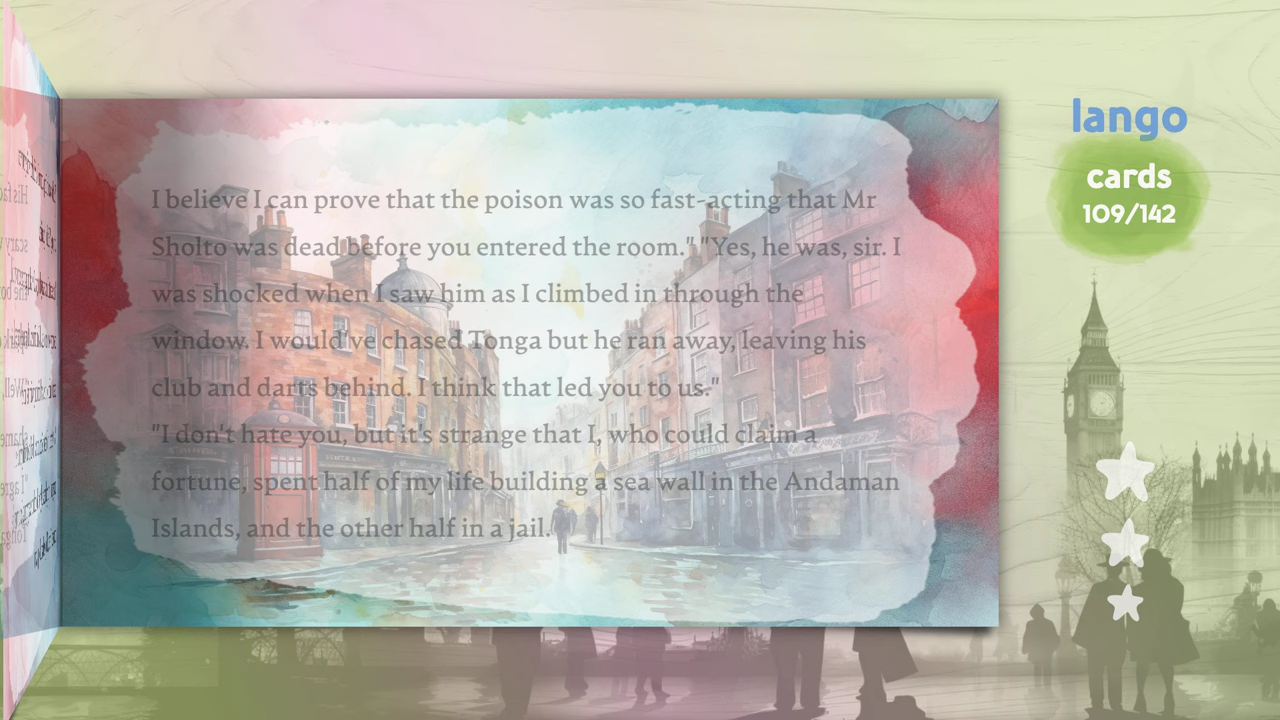 I believe I can prove that the poison was so fast-acting that Mr
Sholto was dead before you entered the room." "Yes, he was, sir. I
was shocked when I saw him as I climbed in through the
window. I would've chased Tonga but he ran away, leaving his
club and darts behind. I think that led you to us."
"I don't hate you, but it's strange that I, who could claim a
fortune, spent half of my life building a sea wall in the Andaman
Islands, and the other half in a jail.
lango
cards
109/142